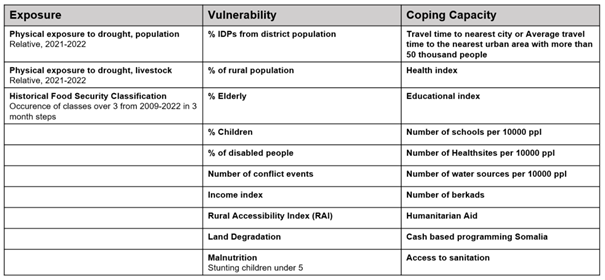 Exposure Vulnerability Coping Capacity
Physical exposure to drought, population
Relative, 2021-2022
% IDPs from district population
Travel time to nearest city or Average travel
time to the nearest urban area with more than
50 thousand people
Physical exposure to drought, livestock
Relative, 2021-2022
% of rural population
Health index
Historical Food Security Classification
Occurence of classes over 3 from 2009-2022 in 3
month steps
% Elderly
Educational index
% Children
Number of schools per 10000 ppl
% of disabled people
Number of Healthsites per 10000 ppl
Number of conflict events
Number of water sources per 10000 ppl
Income index
Number of berkads
Rural Accessibility Index (RAI)
Humanitarian Aid
Land Degradation
Cash based programming Somalia
Malnutrition
Stunting children under 5
Access to sanitation